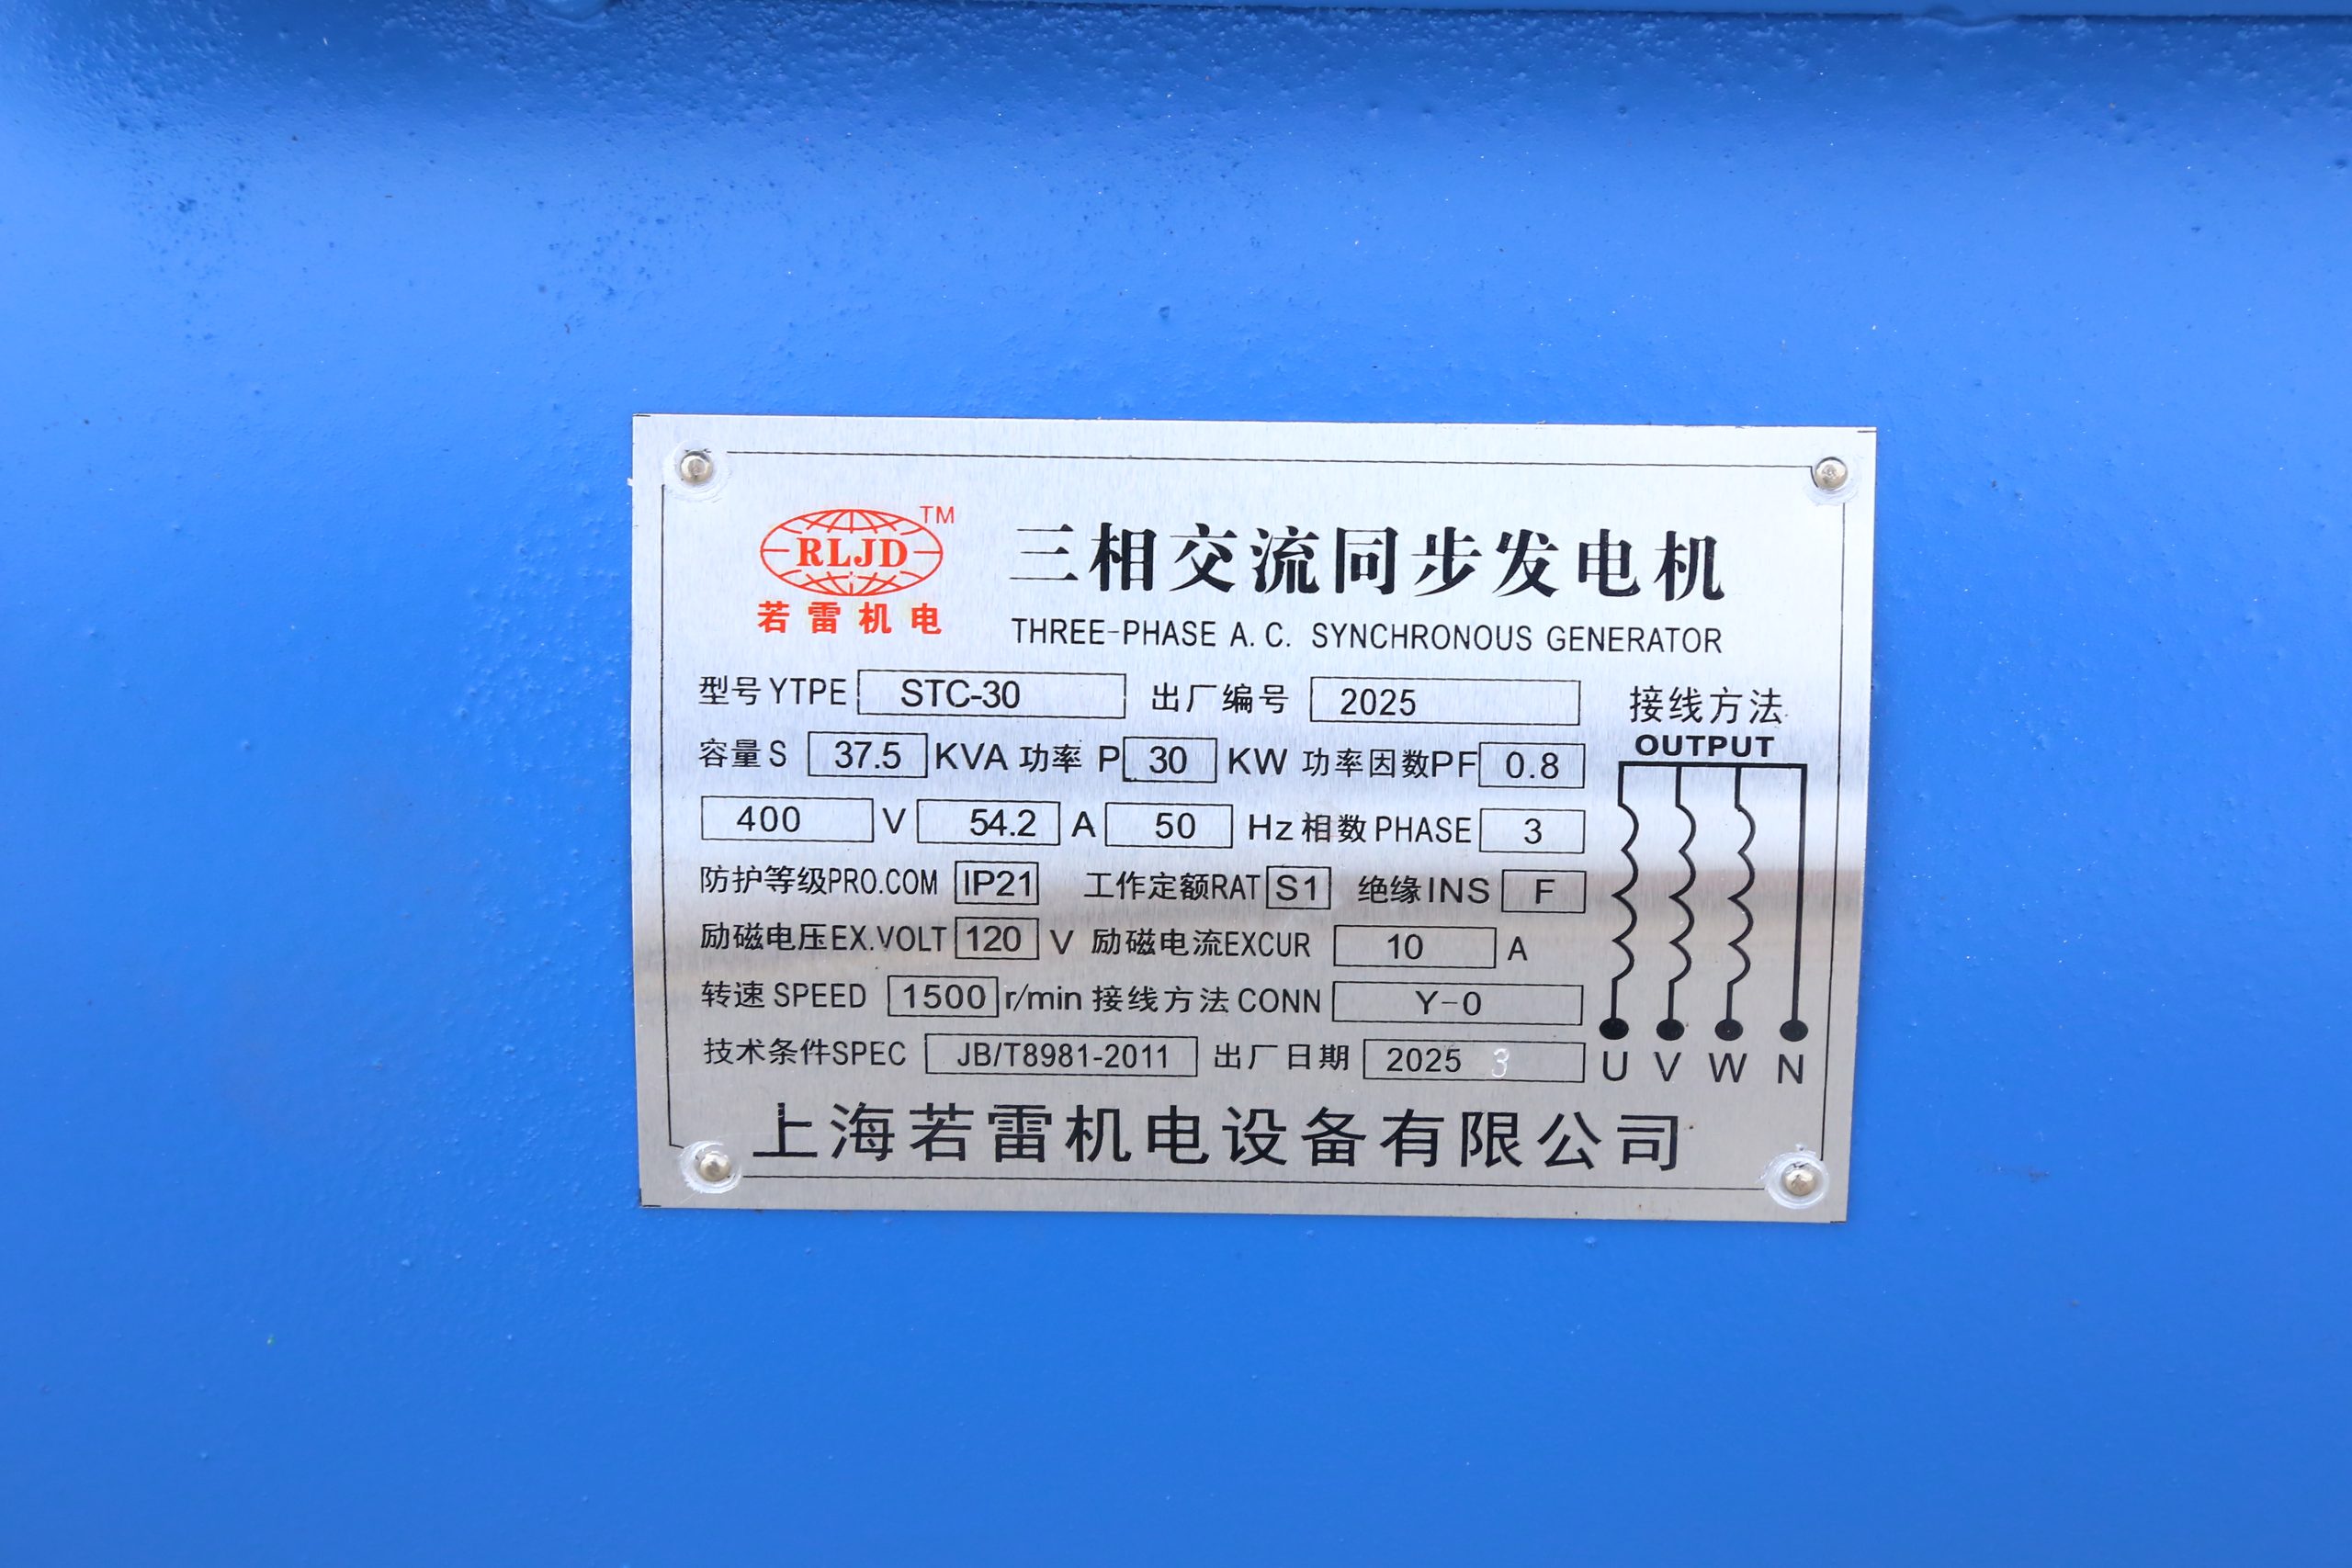 RLJD TM
若雷机电
三相交流同步发电机
THREE-PHASE A.C. SYNCHRONOUS GENERATOR
型号 YTPE STC-30 出厂编号 2025
容量 S 37.5 KVA 功率 P 30 KW 功率因数PF 0.8
400 V 54.2 A 50 Hz 相数 PHASE 3
防护等级PRO.COM IP21 工作定额RAT S1 绝缘INS F
励磁电压EX.VOLT 120 V 励磁电流EXCUR 10 A
转速 SPEED 1500 r/min 接线方法 CONN Y-0
技术条件SPEC JB/T8981-2011 出厂日期 2025 3
接线方法
OUTPUT
U V W N
上海若雷机电设备有限公司